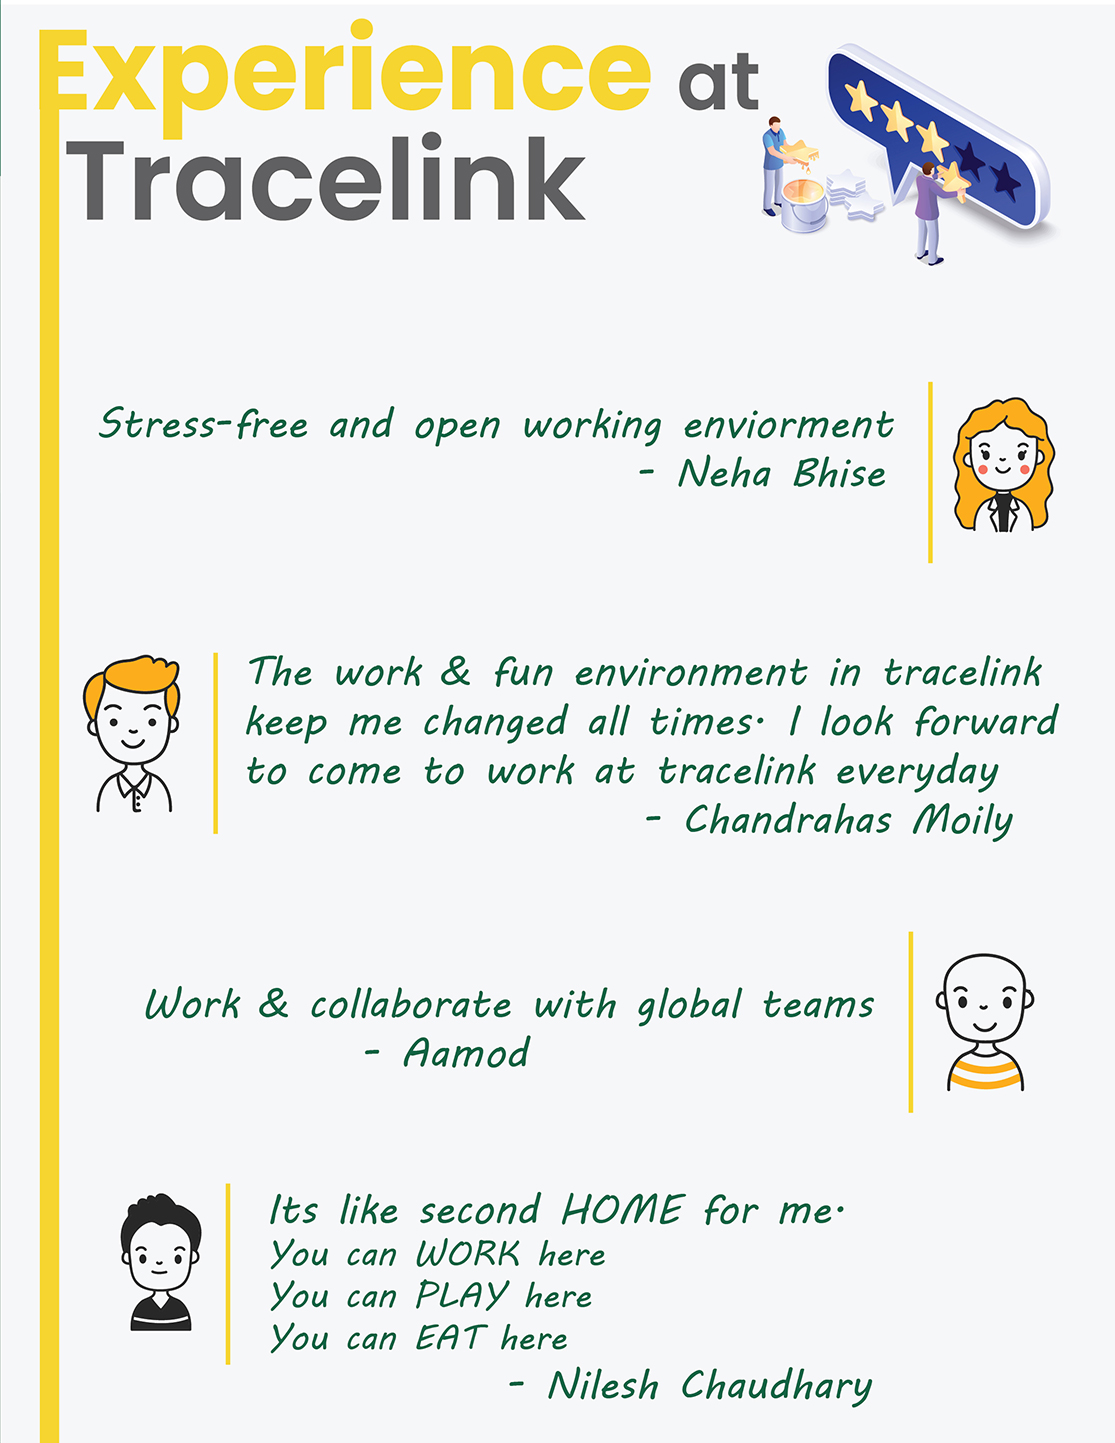 Experience at
Tracelink
Stress-free and open working enviorment
- Neha Bhise
The work & fun environment in tracelink
keep me changed all times. I look forward
to come to work at tracelink everyday
- Chandrahas Moily
Work & collaborate with global teams
- Aamod
Its like second HOME for me.
You can WORK here
You can PLAY here
You can EAT here
- Nilesh Chaudhary